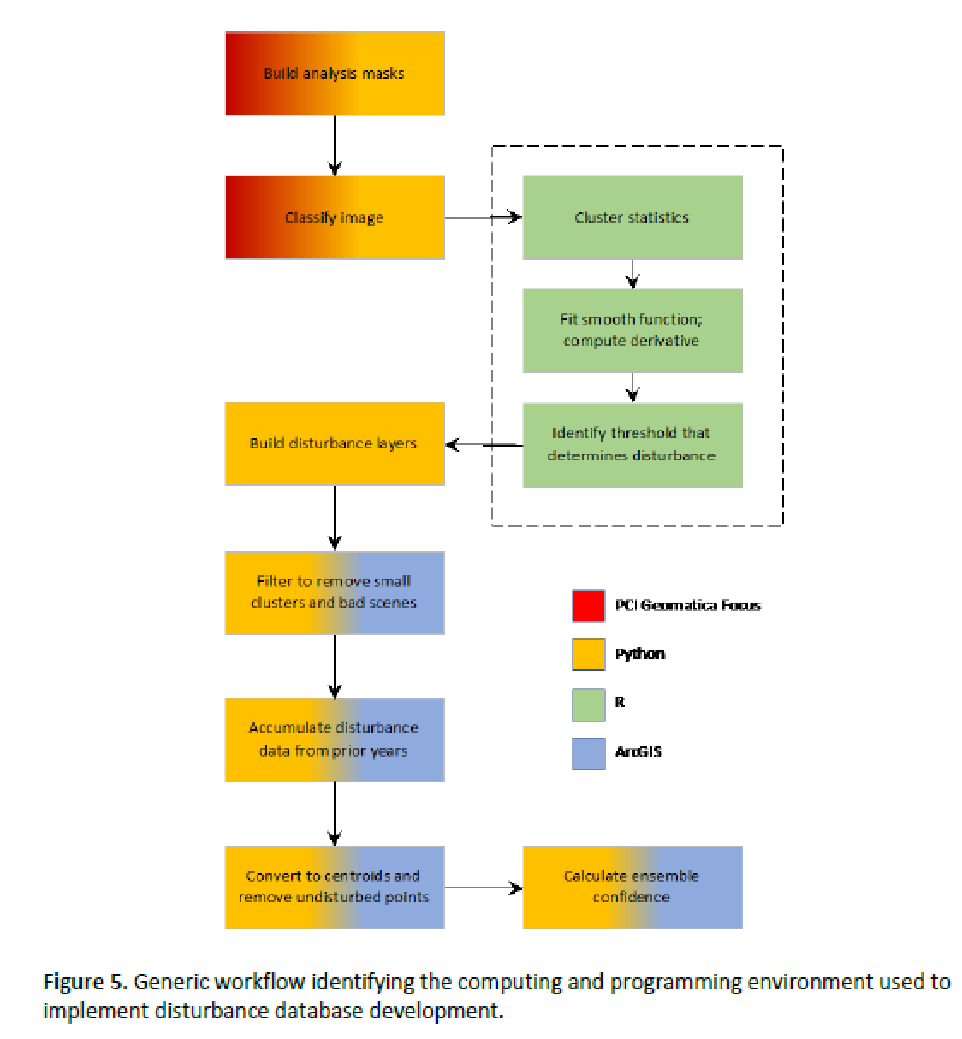 Build analysis masks
Classify image
Cluster statistics
Fit smooth function;
compute derivative
Identify threshold that
determines disturbance
Build disturbance layers
Filter to remove small
clusters and bad scenes
PCI Geomatica Focus
Python
R
ArcGIS
Accumulate disturbance
data from prior years
Convert to centroids and
remove undisturbed points
Calculate ensemble
confidence
Figure 5. Generic workflow identifying the computing and programming environment used to
implement disturbance database development.